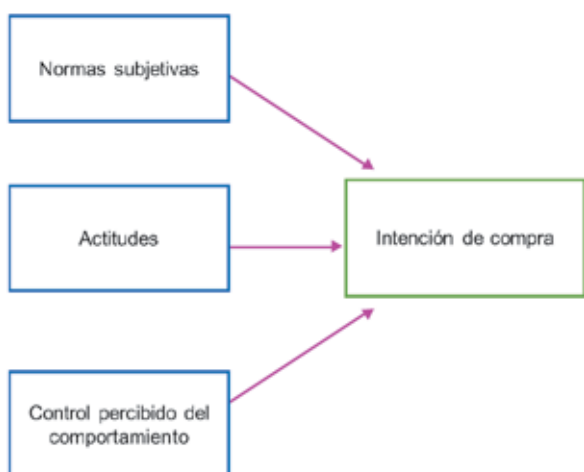 Normas subjetivas
Actitudes
Intención de compra
Control percibido del
comportamiento